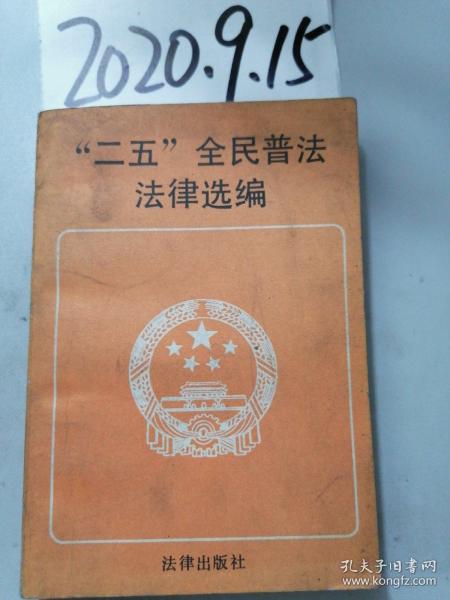 2020.9.15
“二五”全民普法
法律选编
法律出版社
孔夫子旧书网
www.kongfz.com